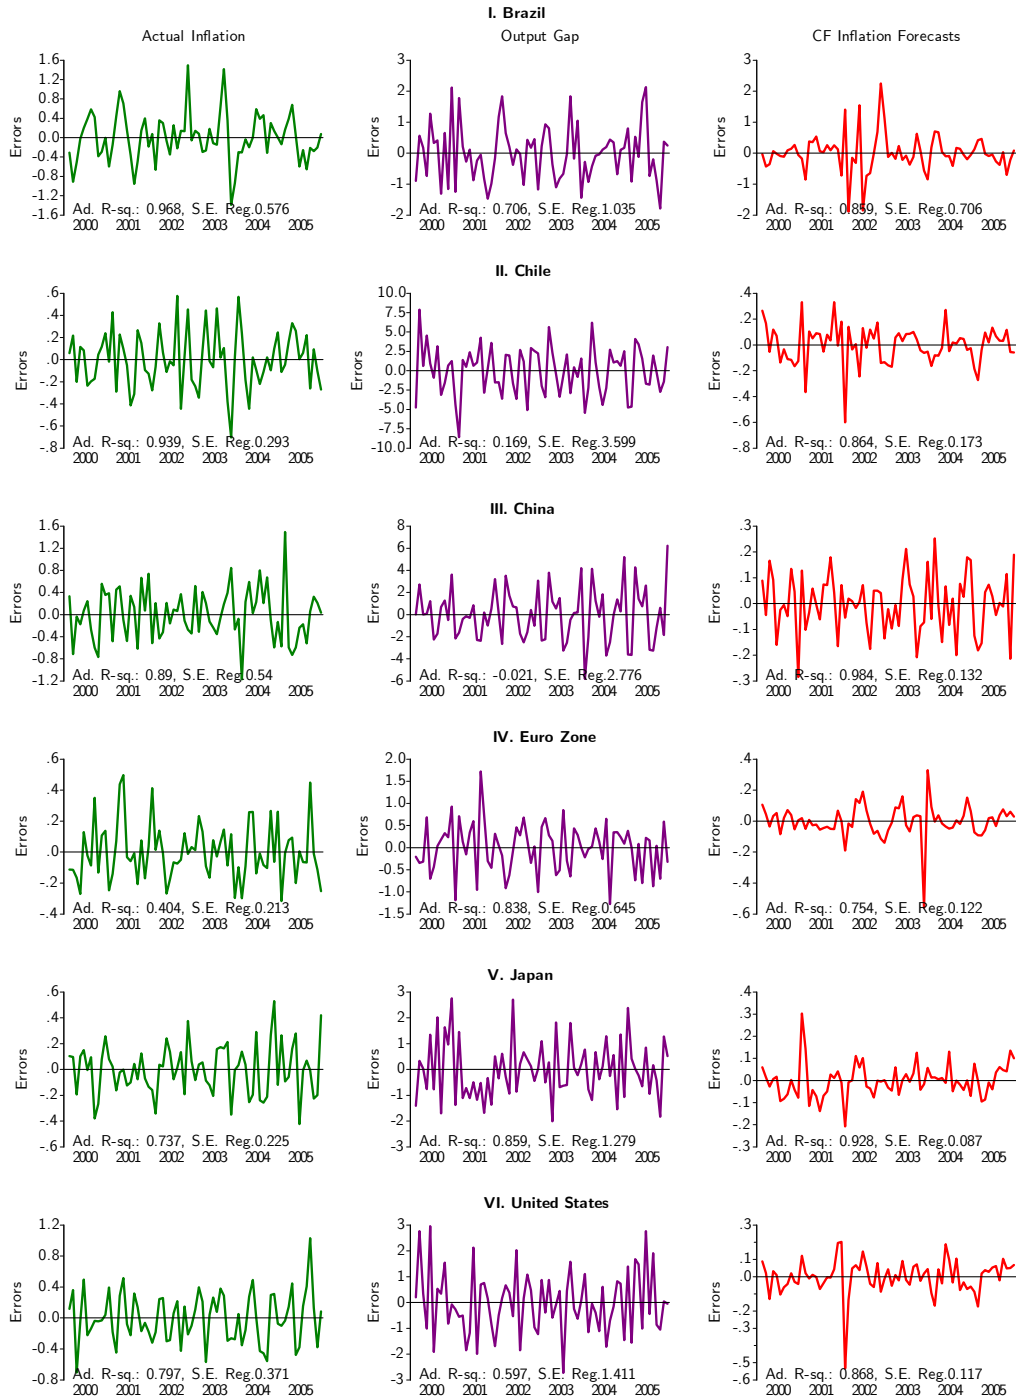 I. Brazil
Actual Inflation
Output Gap
CF Inflation Forecasts
1.6
1.2
0.8
0.4
0.0
-0.4
-0.8
-1.2
-1.6
Errors
Ad. R-sq.: 0.968, S.E. Reg.0.576
2000 2001 2002 2003 2004 2005
3
2
1
0
-1
-2
Errors
Ad. R-sq.: 0.706, S.E. Reg.1.035
2000 2001 2002 2003 2004 2005
3
2
1
0
-1
-2
Errors
Ad. R-sq.: 0.859, S.E. Reg.0.706
2000 2001 2002 2003 2004 2005
II. Chile
.6
.4
.2
.0
-.2
-.4
-.6
-.8
Errors
Ad. R-sq.: 0.939, S.E. Reg.0.293
2000 2001 2002 2003 2004 2005
10.0
7.5
5.0
2.5
0.0
-2.5
-5.0
-7.5
-10.0
Errors
Ad. R-sq.: 0.169, S.E. Reg.3.599
2000 2001 2002 2003 2004 2005
.4
.2
.0
-.2
-.4
-.6
-.8
Errors
Ad. R-sq.: 0.864, S.E. Reg.0.173
2000 2001 2002 2003 2004 2005
III. China
1.6
1.2
0.8
0.4
0.0
-0.4
-0.8
-1.2
Errors
Ad. R-sq.: 0.89, S.E. Reg.0.54
2000 2001 2002 2003 2004 2005
8
6
4
2
0
-2
-4
-6
Errors
Ad. R-sq.: -0.021, S.E. Reg.2.776
2000 2001 2002 2003 2004 2005
.3
.2
.1
.0
-.1
-.2
-.3
Errors
Ad. R-sq.: 0.984, S.E. Reg.0.132
2000 2001 2002 2003 2004 2005
IV. Euro Zone
.6
.4
.2
.0
-.2
-.4
Errors
Ad. R-sq.: 0.404, S.E. Reg.0.213
2000 2001 2002 2003 2004 2005
2.0
1.5
1.0
0.5
0.0
-0.5
-1.0
-1.5
Errors
Ad. R-sq.: 0.838, S.E. Reg.0.645
2000 2001 2002 2003 2004 2005
.4
.2
.0
-.2
-.4
-.6
Errors
Ad. R-sq.: 0.754, S.E. Reg.0.122
2000 2001 2002 2003 2004 2005
V. Japan
.6
.4
.2
.0
-.2
-.4
-.6
Errors
Ad. R-sq.: 0.737, S.E. Reg.0.225
2000 2001 2002 2003 2004 2005
3
2
1
0
-1
-2
-3
Errors
Ad. R-sq.: 0.859, S.E. Reg.1.279
2000 2001 2002 2003 2004 2005
.4
.3
.2
.1
.0
-.1
-.2
-.3
Errors
Ad. R-sq.: 0.928, S.E. Reg.0.087
2000 2001 2002 2003 2004 2005
VI. United States
1.2
0.8
0.4
0.0
-0.4
-0.8
Errors
Ad. R-sq.: 0.797, S.E. Reg.0.371
2000 2001 2002 2003 2004 2005
3
2
1
0
-1
-2
-3
Errors
Ad. R-sq.: 0.597, S.E. Reg.1.411
2000 2001 2002 2003 2004 2005
.3
.1
.0
-.2
-.3
-.5
-.6
Errors
Ad. R-sq.: 0.868, S.E. Reg.0.117
2000 2001 2002 2003 2004 2005